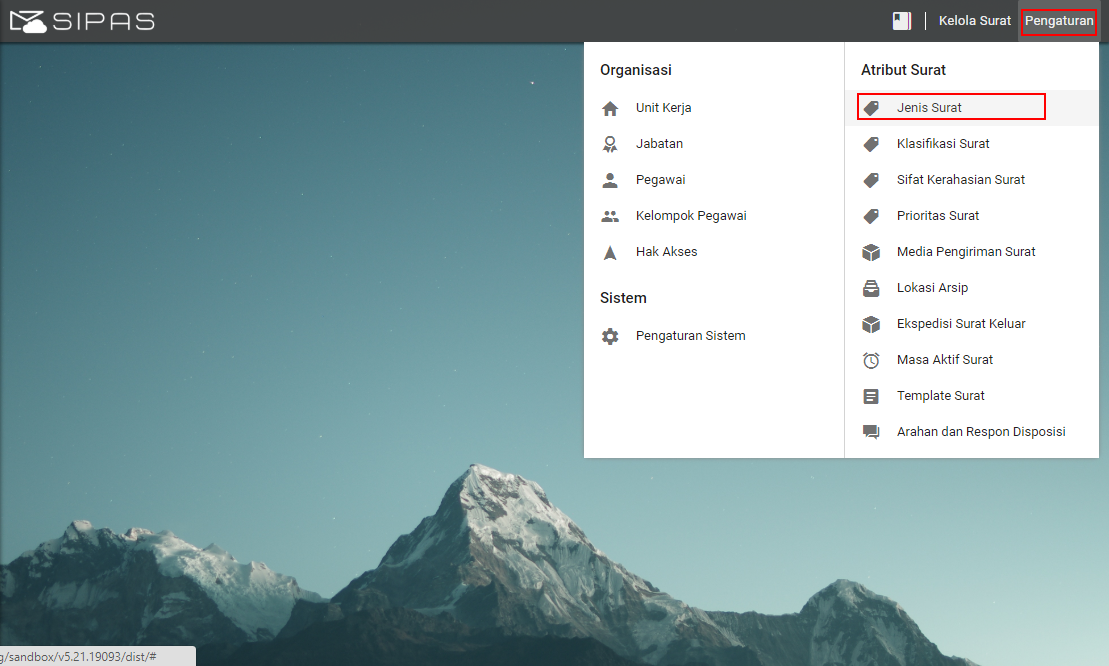 SIPAS
Kelola Surat
Pengaturan
Organisasi
Unit Kerja
Jabatan
Pegawai
Kelompok Pegawai
Hak Akses
Sistem
Pengaturan Sistem
Atribut Surat
Jenis Surat
Klasifikasi Surat
Sifat Kerahasian Surat
Prioritas Surat
Media Pengiriman Surat
Lokasi Arsip
Ekspedisi Surat Keluar
Masa Aktif Surat
Template Surat
Arahan dan Respon Disposisi
g/sandbox/v5.21.19093/dist/#